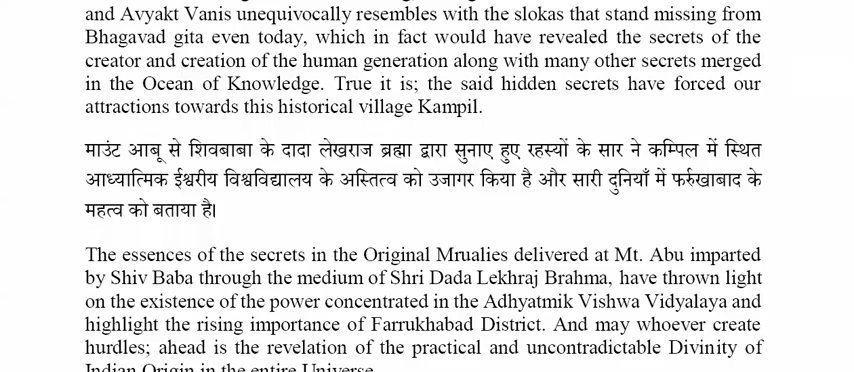 and Avyakt Vanis unequivocally resembles with the slokas that stand missing from
Bhagavad gita even today, which in fact would have revealed the secrets of the
creator and creation of the human generation along with many other secrets merged
in the Ocean of Knowledge. True it is; the said hidden secrets have forced our
attractions towards this historical village Kampil.
माउंट आबू से शिवबाबा के दादा लेखराज ब्रह्मा द्वारा सुनाए हुए रहस्यों के सार ने कम्पिल में स्थित
आध्यात्मिक ईश्वरीय विश्वविद्यालय के अस्तित्व को उजागर किया है और सारी दुनियाँ में फर्रुखाबाद के
महत्व को बताया है।
The essences of the secrets in the Original Mrualies delivered at Mt. Abu imparted
by Shiv Baba through the medium of Shri Dada Lekhraj Brahma, have thrown light
on the existence of the power concentrated in the Adhyatmik Vishwa Vidyalaya and
highlight the rising importance of Farrukhabad District. And may whoever create
hurdles; ahead is the revelation of the practical and uncontradictable Divinity of
Indian Origin in the entire Universe